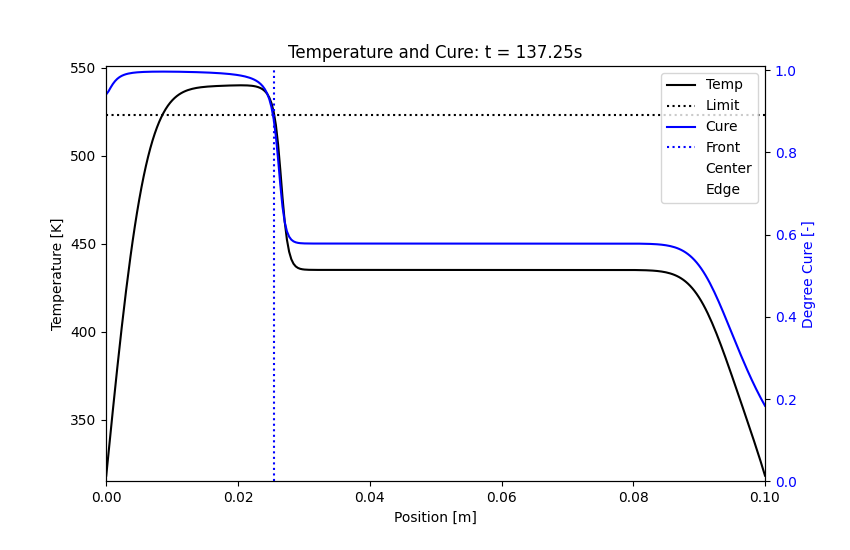 Temperature and Cure: t = 137.25s
550
500
450
400
350
Temperature [K]
1.0
0.8
0.6
0.4
0.2
0.0
Degree Cure [-]
Temp
Limit
Cure
Front
Center
Edge
0.00 0.02 0.04 0.06 0.08 0.10
Position [m]